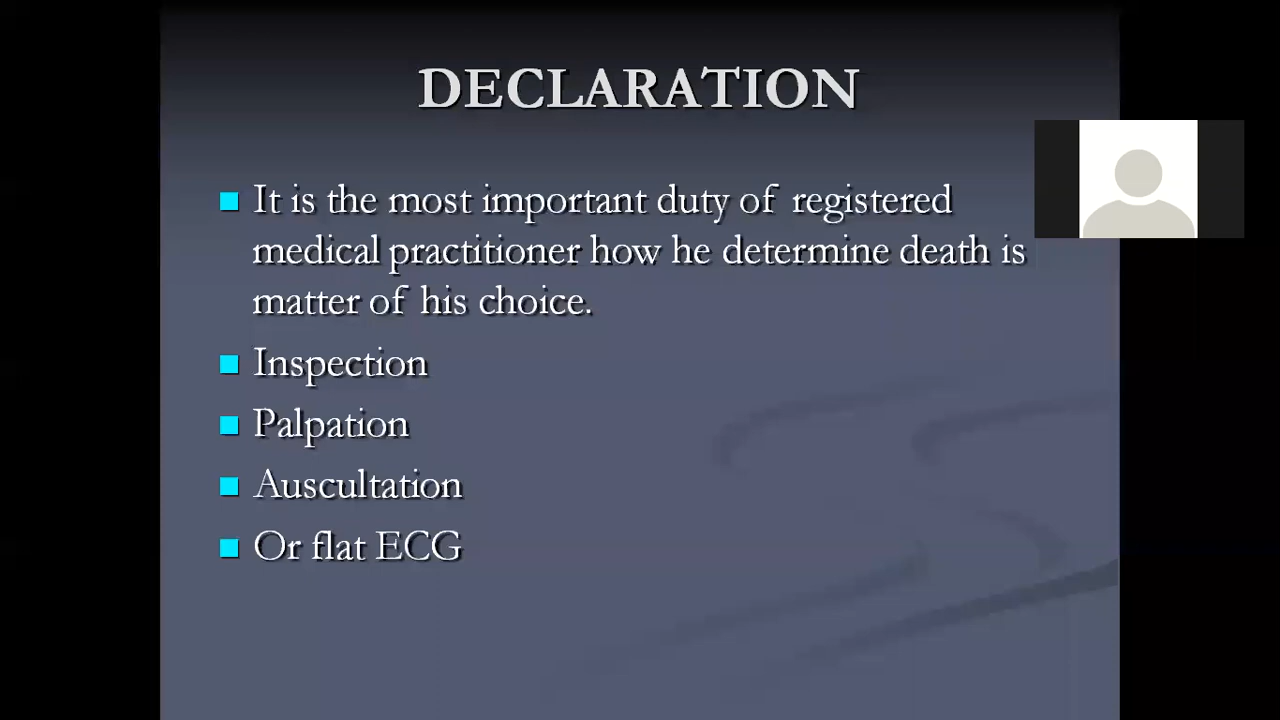 DECLARATION
It is the most important duty of registered
medical practitioner how he determine death is
matter of his choice.
Inspection
Palpation
Auscultation
Or flat ECG